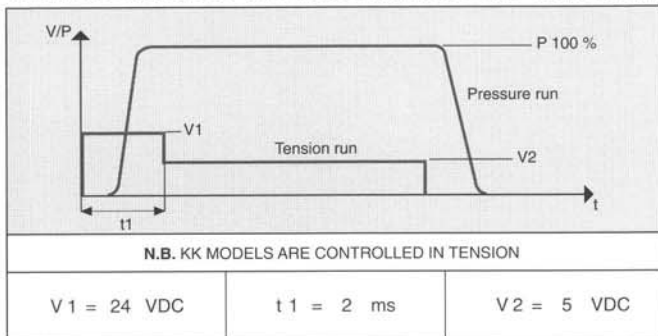 V/P
P 100 %
Pressure run
V1
Tension run
V2
t
t1
N.B. KK MODELS ARE CONTROLLED IN TENSION
V 1 = 24 VDC
t 1 = 2 ms
V 2 = 5 VDC